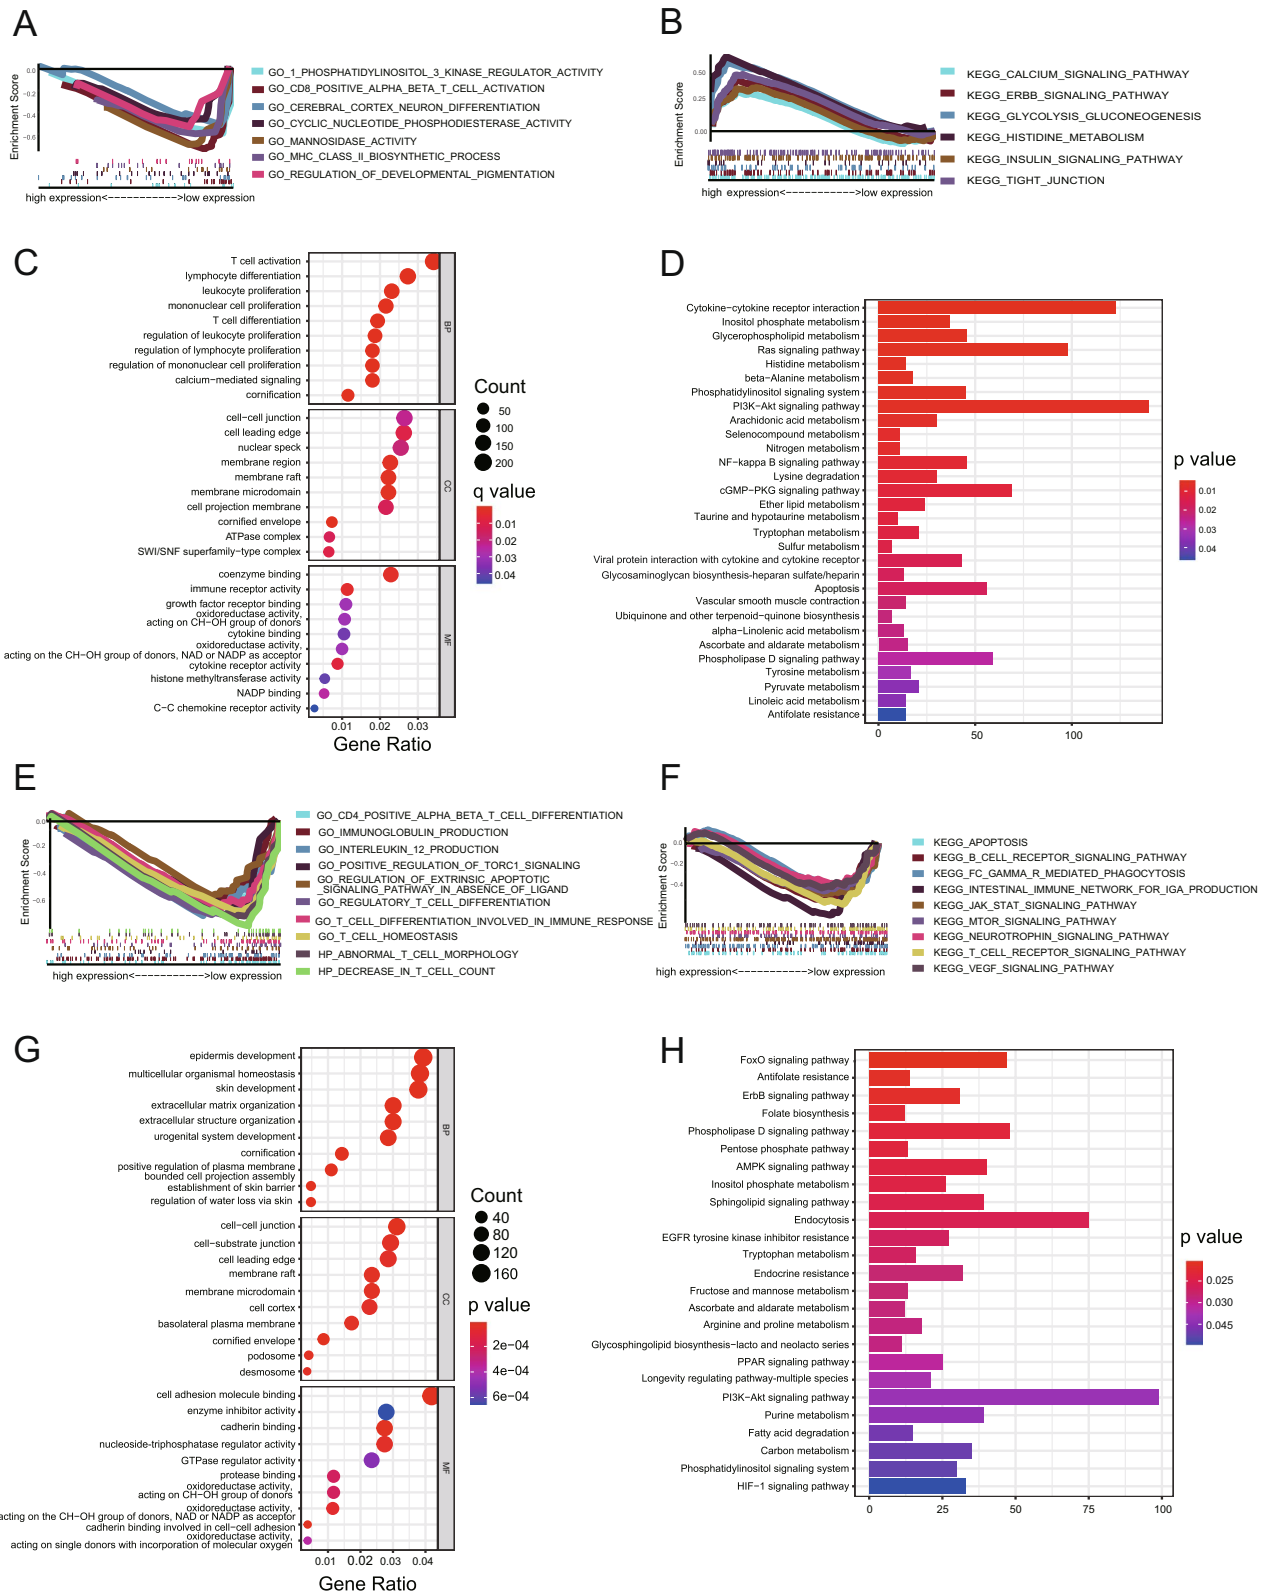 A
0.0
−0.2
−0.4
−0.6
Enrichment Score
GO_1_PHOSPHATIDYLINOSITOL_3_KINASE_REGULATOR_ACTIVITY
GO_CD8_POSITIVE_ALPHA_BETA_T_CELL_ACTIVATION
GO_CEREBRAL_CORTEX_NEURON_DIFFERENTIATION
GO_CYCLIC_NUCLEOTIDE_PHOSPHODIESTERASE_ACTIVITY
GO_MANNOSIDASE_ACTIVITY
GO_MHC_CLASS_II_BIOSYNTHETIC_PROCESS
GO_REGULATION_OF_DEVELOPMENTAL_PIGMENTATION
high expression<−−−−−−−−−−−>low expression
B
0.50
0.25
0.00
Enrichment Score
KEGG_CALCIUM_SIGNALING_PATHWAY
KEGG_ERBB_SIGNALING_PATHWAY
KEGG_GLYCOLYSIS_GLUCONEOGENESIS
KEGG_HISTIDINE_METABOLISM
KEGG_INSULIN_SIGNALING_PATHWAY
KEGG_TIGHT_JUNCTION
high expression<−−−−−−−−−−−>low expression
C
T cell activation
lymphocyte differentiation
leukocyte proliferation
mononuclear cell proliferation
T cell differentiation
regulation of leukocyte proliferation
regulation of lymphocyte proliferation
regulation of mononuclear cell proliferation
calcium−mediated signaling
cornification
BP
cell−cell junction
cell leading edge
nuclear speck
membrane region
membrane raft
membrane microdomain
cell projection membrane
cornified envelope
ATPase complex
SWI/SNF superfamily−type complex
CC
coenzyme binding
immune receptor activity
growth factor receptor binding
oxidoreductase activity,
acting on CH−OH group of donors
cytokine binding
oxidoreductase activity,
acting on the CH−OH group of donors, NAD or NADP as acceptor
cytokine receptor activity
histone methyltransferase activity
NADP binding
C−C chemokine receptor activity
MF
0.01
0.02
0.03
Gene Ratio
Count
50
100
150
200
q value
0.01
0.02
0.03
0.04
D
Cytokine−cytokine receptor interaction
Inositol phosphate metabolism
Glycerophospholipid metabolism
Ras signaling pathway
Histidine metabolism
beta−Alanine metabolism
Phosphatidylinositol signaling system
PI3K−Akt signaling pathway
Arachidonic acid metabolism
Selenocompound metabolism
Nitrogen metabolism
NF−kappa B signaling pathway
Lysine degradation
cGMP−PKG signaling pathway
Ether lipid metabolism
Taurine and hypotaurine metabolism
Tryptophan metabolism
Sulfur metabolism
Viral protein interaction with cytokine and cytokine receptor
Glycosaminoglycan biosynthesis-heparan sulfate/heparin
Apoptosis
Vascular smooth muscle contraction
Ubiquinone and other terpenoid−quinone biosynthesis
alpha−Linolenic acid metabolism
Ascorbate and aldarate metabolism
Phospholipase D signaling pathway
Tyrosine metabolism
Pyruvate metabolism
Linoleic acid metabolism
Antifolate resistance
0
50
100
p value
0.01
0.02
0.03
0.04
E
0.0
−0.2
−0.4
−0.6
Enrichment Score
GO_CD4_POSITIVE_ALPHA_BETA_T_CELL_DIFFERENTIATION
GO_IMMUNOGLOBULIN_PRODUCTION
GO_INTERLEUKIN_12_PRODUCTION
GO_POSITIVE_REGULATION_OF_TORC1_SIGNALING
GO_REGULATION_OF_EXTRINSIC_APOPTOTIC
_SIGNALING_PATHWAY_IN_ABSENCE_OF_LIGAND
GO_REGULATORY_T_CELL_DIFFERENTIATION
GO_T_CELL_DIFFERENTIATION_INVOLVED_IN_IMMUNE_RESPONSE
GO_T_CELL_HOMEOSTASIS
HP_ABNORMAL_T_CELL_MORPHOLOGY
HP_DECREASE_IN_T_CELL_COUNT
high expression<−−−−−−−−−−−>low expression
F
0.0
−0.2
−0.4
Enrichment Score
KEGG_APOPTOSIS
KEGG_B_CELL_RECEPTOR_SIGNALING_PATHWAY
KEGG_FC_GAMMA_R_MEDIATED_PHAGOCYTOSIS
KEGG_INTESTINAL_IMMUNE_NETWORK_FOR_IGA_PRODUCTION
KEGG_JAK_STAT_SIGNALING_PATHWAY
KEGG_MTOR_SIGNALING_PATHWAY
KEGG_NEUROTROPHIN_SIGNALING_PATHWAY
KEGG_T_CELL_RECEPTOR_SIGNALING_PATHWAY
KEGG_VEGF_SIGNALING_PATHWAY
high expression<−−−−−−−−−−−>low expression
G
epidermis development
multicellular organismal homeostasis
skin development
extracellular matrix organization
extracellular structure organization
urogenital system development
cornification
positive regulation of plasma membrane
bounded cell projection assembly
establishment of skin barrier
regulation of water loss via skin
BP
cell−cell junction
cell−substrate junction
cell leading edge
membrane raft
membrane microdomain
cell cortex
basolateral plasma membrane
cornified envelope
podosome
desmosome
CC
cell adhesion molecule binding
enzyme inhibitor activity
cadherin binding
nucleoside-triphosphatase regulator activity
GTPase regulator activity
protease binding
oxidoreductase activity,
acting on CH−OH group of donors
oxidoreductase activity,
acting on the CH−OH group of donors, NAD or NADP as acceptor
cadherin binding involved in cell−cell adhesion
oxidoreductase activity,
acting on single donors with incorporation of molecular oxygen
MF
0.01
0.02
0.03
0.04
Gene Ratio
Count
40
80
120
160
p value
2e−04
4e−04
6e−04
H
FoxO signaling pathway
Antifolate resistance
ErbB signaling pathway
Folate biosynthesis
Phospholipase D signaling pathway
Pentose phosphate pathway
AMPK signaling pathway
Inositol phosphate metabolism
Sphingolipid signaling pathway
Endocytosis
EGFR tyrosine kinase inhibitor resistance
Tryptophan metabolism
Endocrine resistance
Fructose and mannose metabolism
Ascorbate and aldarate metabolism
Arginine and proline metabolism
Glycosphingolipid biosynthesis−lacto and neolacto series
PPAR signaling pathway
Longevity regulating pathway-multiple species
PI3K−Akt signaling pathway
Purine metabolism
Fatty acid degradation
Carbon metabolism
Phosphatidylinositol signaling system
HIF−1 signaling pathway
0
25
50
75
100
p value
0.025
0.030
0.045